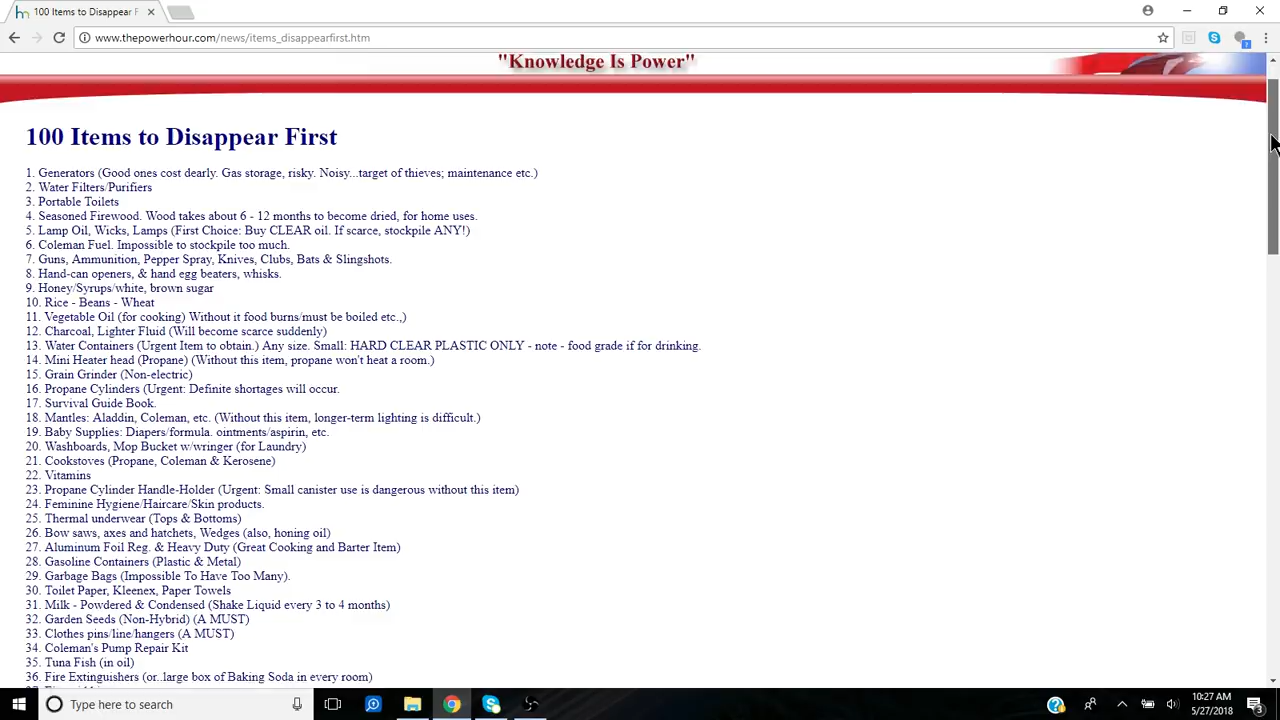 100 Items to Disappear F
www.thepowerhour.com/news/items_disappearfirst.htm
"Knowledge Is Power"
100 Items to Disappear First
1. Generators (Good ones cost dearly. Gas storage, risky. Noisy...target of thieves; maintenance etc.)
2. Water Filters/Purifiers
3. Portable Toilets
4. Seasoned Firewood. Wood takes about 6 - 12 months to become dried, for home uses.
5. Lamp Oil, Wicks, Lamps (First Choice: Buy CLEAR oil. If scarce, stockpile ANY!)
6. Coleman Fuel. Impossible to stockpile too much.
7. Guns, Ammunition, Pepper Spray, Knives, Clubs, Bats & Slingshots.
8. Hand-can openers, & hand egg beaters, whisks.
9. Honey/Syrups/white, brown sugar
10. Rice - Beans - Wheat
11. Vegetable Oil (for cooking) Without it food burns/must be boiled etc.,)
12. Charcoal, Lighter Fluid (Will become scarce suddenly)
13. Water Containers (Urgent Item to obtain.) Any size. Small: HARD CLEAR PLASTIC ONLY - note - food grade if for drinking.
14. Mini Heater head (Propane) (Without this item, propane won't heat a room.)
15. Grain Grinder (Non-electric)
16. Propane Cylinders (Urgent: Definite shortages will occur.
17. Survival Guide Book.
18. Mantles: Aladdin, Coleman, etc. (Without this item, longer-term lighting is difficult.)
19. Baby Supplies: Diapers/formula. ointments/aspirin, etc.
20. Washboards, Mop Bucket w/wringer (for Laundry)
21. Cookstoves (Propane, Coleman & Kerosene)
22. Vitamins
23. Propane Cylinder Handle-Holder (Urgent: Small canister use is dangerous without this item)
24. Feminine Hygiene/Haircare/Skin products.
25. Thermal underwear (Tops & Bottoms)
26. Bow saws, axes and hatchets, Wedges (also, honing oil)
27. Aluminum Foil Reg. & Heavy Duty (Great Cooking and Barter Item)
28. Gasoline Containers (Plastic & Metal)
29. Garbage Bags (Impossible To Have Too Many).
30. Toilet Paper, Kleenex, Paper Towels
31. Milk - Powdered & Condensed (Shake Liquid every 3 to 4 months)
32. Garden Seeds (Non-Hybrid) (A MUST)
33. Clothes pins/line/hangers (A MUST)
34. Coleman's Pump Repair Kit
35. Tuna Fish (in oil)
36. Fire Extinguishers (or..large box of Baking Soda in every room)
Type here to search
10:27 AM
5/27/2018